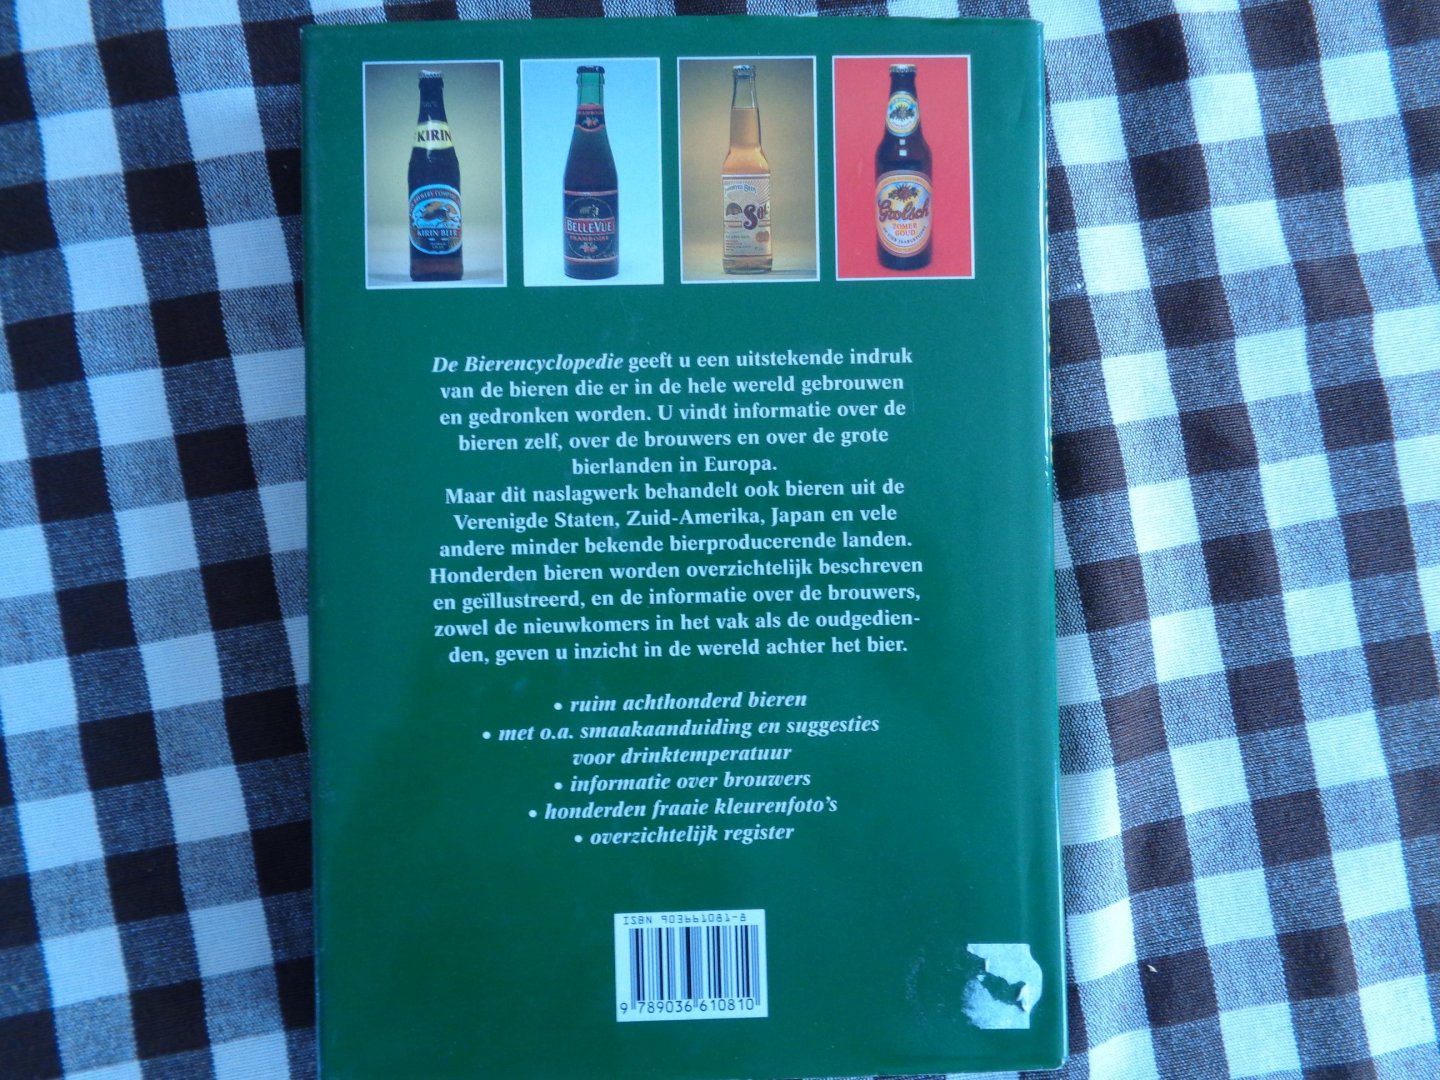 KIRIN
KIRIN BEER
BELLE-VUE
FRAMBOISE
Sol
Grolsch
ZOMER
GOUD
De Bierencyclopedie geeft u een uitstekende indruk
van de bieren die er in de hele wereld gebrouwen
en gedronken worden. U vindt informatie over de
bieren zelf, over de brouwers en over de grote
bierlanden in Europa.
Maar dit naslagwerk behandelt ook bieren uit de
Verenigde Staten, Zuid-Amerika, Japan en vele
andere minder bekende bierproducerende landen.
Honderden bieren worden overzichtelijk beschreven
en geïllustreerd, en de informatie over de brouwers,
zowel de nieuwkomers in het vak als de oudgedien-
den, geven u inzicht in de wereld achter het bier.
• ruim achthonderd bieren
• met o.a. smaakaanduiding en suggesties
voor drinktemperatuur
• informatie over brouwers
• honderden fraaie kleurenfoto's
• overzichtelijk register
ISBN 903661081-8
9 789036 610810